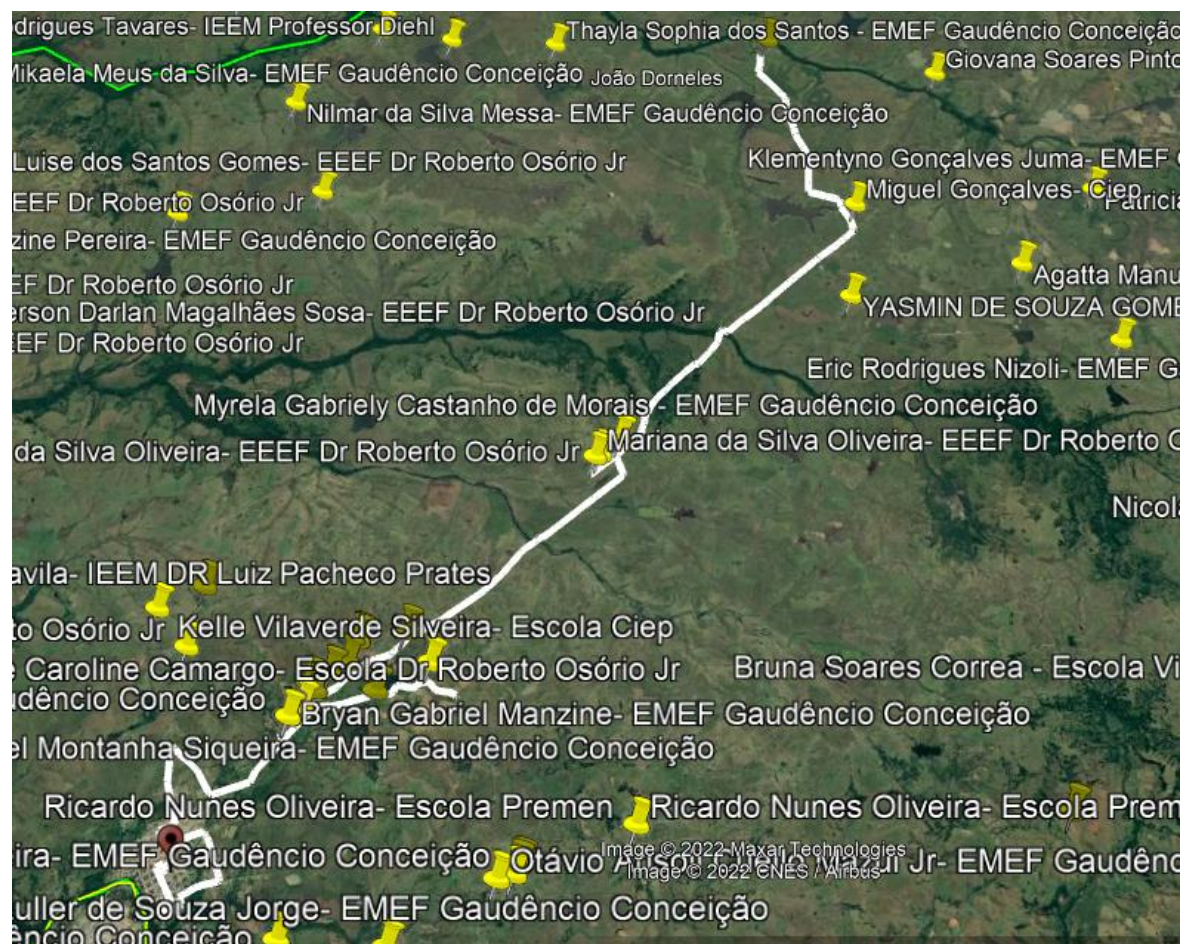 drigues Tavares- IEEM Professor Diehl
Thayla Sophia dos Santos - EMEF Gaudêncio Conceição
Giovana Soares Pinto
Mikaela Meus da Silva- EMEF Gaudêncio Conceição
João Dorneles
Nilmar da Silva Messa- EMEF Gaudêncio Conceição
Luise dos Santos Gomes- EEEF Dr Roberto Osório Jr
Klementyno Gonçalves Juma- EMEF
Miguel Gonçalves- Ciep
Patricia
EEF Dr Roberto Osório Jr
zine Pereira- EMEF Gaudêncio Conceição
Agatta Manu
EF Dr Roberto Osório Jr
YASMIN DE SOUZA GOME
erson Darlan Magalhães Sosa- EEEF Dr Roberto Osório Jr
EEF Dr Roberto Osório Jr
Eric Rodrigues Nizoli- EMEF G
Myrela Gabriely Castanho de Morais - EMEF Gaudêncio Conceição
da Silva Oliveira- EEEF Dr Roberto Osório Jr
Mariana da Silva Oliveira- EEEF Dr Roberto O
Nicol
avila- IEEM DR Luiz Pacheco Prates
to Osório Jr
Kelle Vilaverde Silveira- Escola Ciep
e Caroline Camargo- Escola Dr Roberto Osório Jr
Bruna Soares Correa - Escola Vi
udêncio Conceição
Bryan Gabriel Manzine- EMEF Gaudêncio Conceição
el Montanha Siqueira- EMEF Gaudêncio Conceição
Ricardo Nunes Oliveira- Escola Premen
Ricardo Nunes Oliveira- Escola Prem
Image © 2022 Maxar Technologies
ira- EMEF Gaudêncio Conceição
Otávio Jr- EMEF Gaudênc
Image © 2022 CNES / Airbus
uller de Souza Jorge- EMEF Gaudêncio Conceição
êncio Conceição